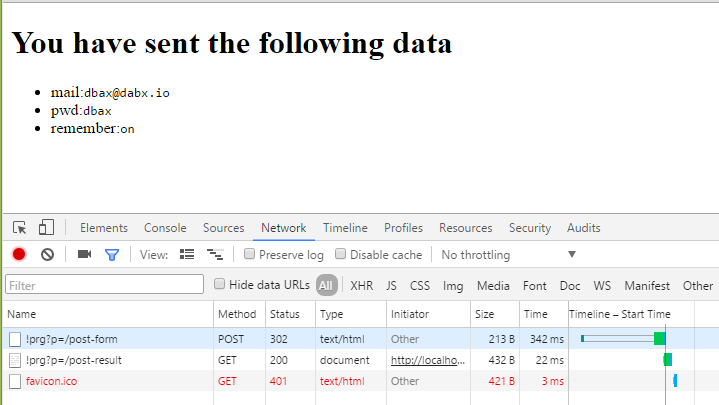 You have sent the following data
mail:dbax@dabx.io
pwd:dbax
remember:on
Elements Console Sources Network Timeline Profiles Resources Security Audits
View: Preserve log Disable cache No throttling
Filter Hide data URLs All XHR JS CSS Img Media Font Doc WS Manifest Other
Name Method Status Type Initiator Size Time Timeline – Start Time
!prg?p=/post-form POST 302 text/html Other 213 B 342 ms
!prg?p=/post-result GET 200 document http://localho... 432 B 22 ms
favicon.ico GET 401 text/html Other 421 B 3 ms